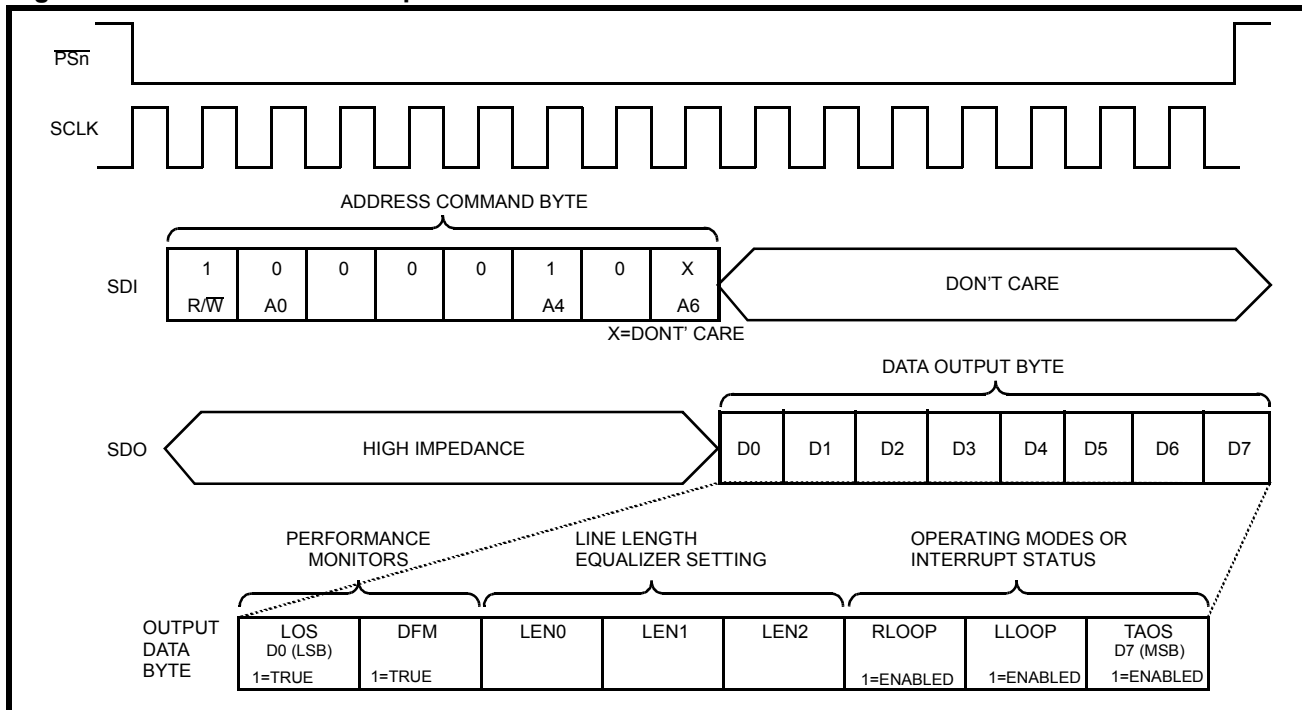 PSn
SCLK
ADDRESS COMMAND BYTE
SDI
1 0 0 0 0 1 0 X
R/W A0 A4 A6
X=DONT' CARE
DON'T CARE
DATA OUTPUT BYTE
SDO
HIGH IMPEDANCE
D0 D1 D2 D3 D4 D5 D6 D7
PERFORMANCE
MONITORS
LINE LENGTH
EQUALIZER SETTING
OPERATING MODES OR
INTERRUPT STATUS
OUTPUT
DATA
BYTE
LOS
D0 (LSB)
1=TRUE
DFM
1=TRUE
LEN0
LEN1
LEN2
RLOOP
1=ENABLED
LLOOP
1=ENABLED
TAOS
D7 (MSB)
1=ENABLED